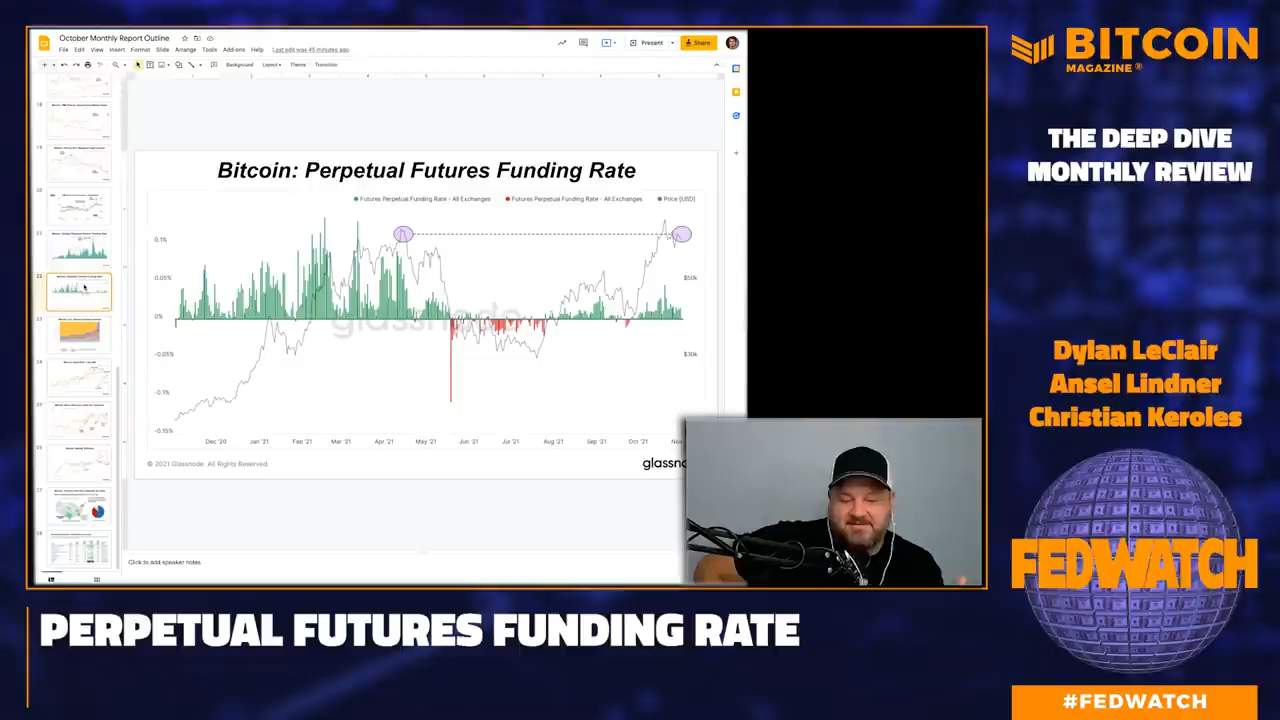 October Monthly Report Outline
File Edit View Insert Format Slide Arrange Tools Add-ons Help Last edit was 45 minutes ago
Present
Share
Background Layout Theme Transition
Bitcoin: Perpetual Futures Funding Rate
Futures Perpetual Funding Rate - All Exchanges Futures Perpetual Funding Rate - All Exchanges Price [USD]
0.1%
0.05% $50k
0%
-0.05% $30k
-0.1%
-0.15%
glassnode
Dec '20 Jan '21 Feb '21 Mar '21 Apr '21 May '21 Jun '21 Jul '21 Aug '21 Sep '21 Oct '21 Nov
© 2021 Glassnode. All Rights Reserved.
glassno
Click to add speaker notes
PERPETUAL FUTURES FUNDING RATE
BITCOIN
MAGAZINE®
THE DEEP DIVE
MONTHLY REVIEW
Dylan LeClair
Ansel Lindner
Christian Keroles
FEDWATCH
#FEDWATCH